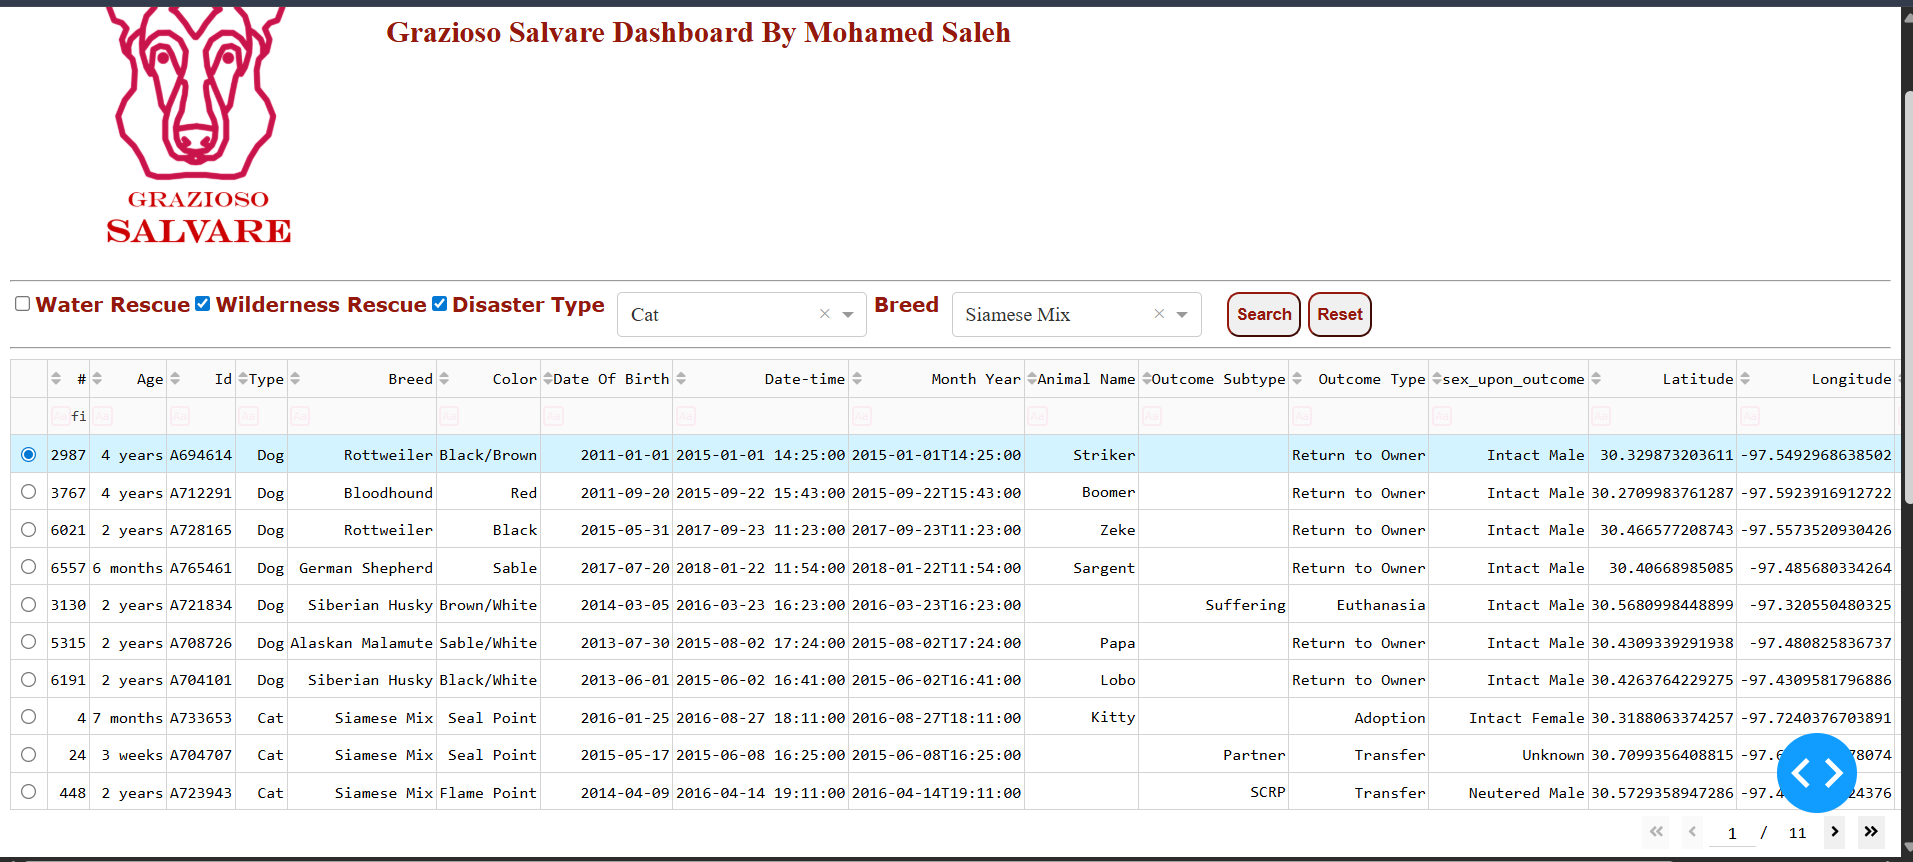 Grazioso Salvare Dashboard By Mohamed Saleh
GRAZIOSO
SALVARE
Water Rescue Wilderness Rescue Disaster Type Cat Breed Siamese Mix Search Reset
# Age Id Type Breed Color Date Of Birth Date-time Month Year Animal Name Outcome Subtype Outcome Type sex_upon_outcome Latitude Longitude
Aa fi Aa Aa Aa Aa Aa Aa Aa Aa Aa Aa Aa Aa Aa Aa
2987 4 years A694614 Dog Rottweiler Black/Brown 2011-01-01 2015-01-01 14:25:00 2015-01-01T14:25:00 Striker Return to Owner Intact Male 30.329873203611 -97.5492968638502
3767 4 years A712291 Dog Bloodhound Red 2011-09-20 2015-09-22 15:43:00 2015-09-22T15:43:00 Boomer Return to Owner Intact Male 30.2709983761287 -97.5923916912722
6021 2 years A728165 Dog Rottweiler Black 2015-05-31 2017-09-23 11:23:00 2017-09-23T11:23:00 Zeke Return to Owner Intact Male 30.466577208743 -97.5573520930426
6557 6 months A765461 Dog German Shepherd Sable 2017-07-20 2018-01-22 11:54:00 2018-01-22T11:54:00 Sargent Return to Owner Intact Male 30.40668985085 -97.485680334264
3130 2 years A721834 Dog Siberian Husky Brown/White 2014-03-05 2016-03-23 16:23:00 2016-03-23T16:23:00 Suffering Euthanasia Intact Male 30.5680998448899 -97.320550480325
5315 2 years A708726 Dog Alaskan Malamute Sable/White 2013-07-30 2015-08-02 17:24:00 2015-08-02T17:24:00 Papa Return to Owner Intact Male 30.4309339291938 -97.480825836737
6191 2 years A704101 Dog Siberian Husky Black/White 2013-06-01 2015-06-02 16:41:00 2015-06-02T16:41:00 Lobo Return to Owner Intact Male 30.4263764229275 -97.4309581796886
4 7 months A733653 Cat Siamese Mix Seal Point 2016-01-25 2016-08-27 18:11:00 2016-08-27T18:11:00 Kitty Adoption Intact Female 30.3188063374257 -97.7240376703891
24 3 weeks A704707 Cat Siamese Mix Seal Point 2015-05-17 2015-06-08 16:25:00 2015-06-08T16:25:00 Partner Transfer Unknown 30.7099356408815
448 2 years A723943 Cat Siamese Mix Flame Point 2014-04-09 2016-04-14 19:11:00 2016-04-14T19:11:00 SCRP Transfer Neutered Male 30.5729358947286
1 / 11